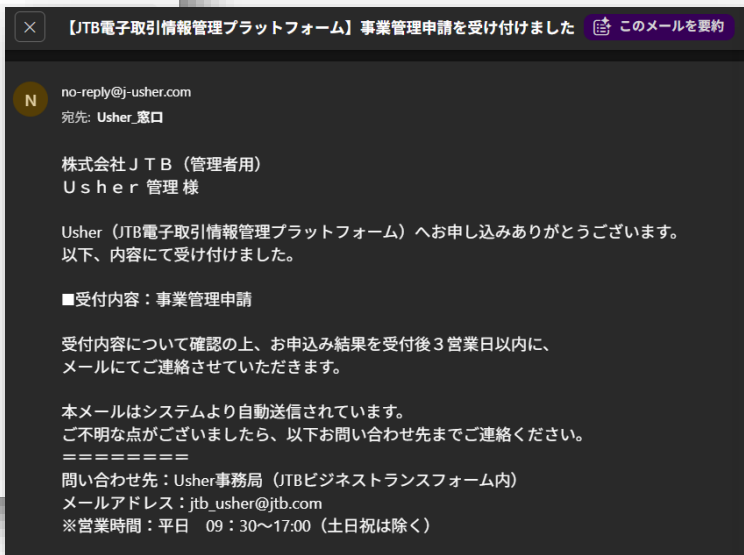 【JTB電子取引情報管理プラットフォーム】事業管理申請を受け付けました
このメールを要約
N
no-reply@j-usher.com
宛先: Usher_窓口
株式会社ＪＴＢ（管理者用）
Ｕｓｈｅｒ 管理 様
Usher（JTB電子取引情報管理プラットフォーム）へお申し込みありがとうございます。
以下、内容にて受け付けました。
■受付内容：事業管理申請
受付内容について確認の上、お申込み結果を受付後３営業日以内に、
メールにてご連絡させていただきます。
本メールはシステムより自動送信されています。
ご不明な点がございましたら、以下お問い合わせ先までご連絡ください。
＝＝＝＝＝＝＝＝
問い合わせ先：Usher事務局（JTBビジネストランスフォーム内）
メールアドレス：jtb_usher@jtb.com
※営業時間：平日　09：30～17:00（土日祝は除く）